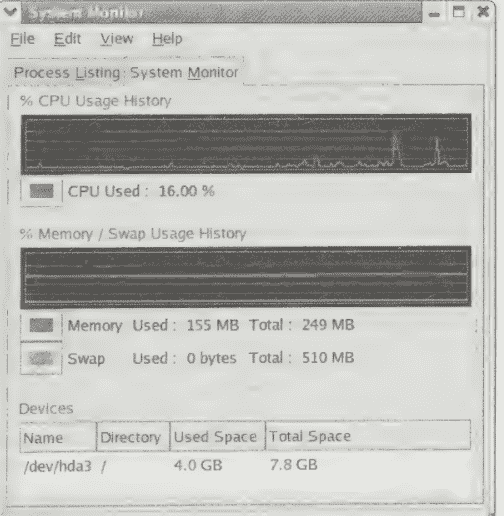 System Monitor
File Edit View Help
Process Listing System Monitor
% CPU Usage History
CPU Used : 16.00 %
% Memory / Swap Usage History
Memory Used : 155 MB Total : 249 MB
Swap Used : 0 bytes Total : 510 MB
Devices
Name Directory Used Space Total Space
/dev/hda3 / 4.0 GB 7.8 GB